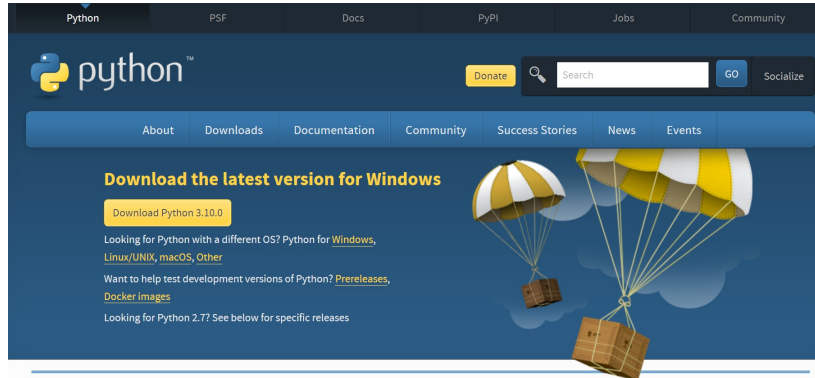 Python PSF Docs PyPI Jobs Community
python™ Donate Search GO Socialize
About Downloads Documentation Community Success Stories News Events
Download the latest version for Windows
Download Python 3.10.0
Looking for Python with a different OS? Python for Windows,
Linux/UNIX, macOS, Other
Want to help test development versions of Python? Prereleases,
Docker images
Looking for Python 2.7? See below for specific releases